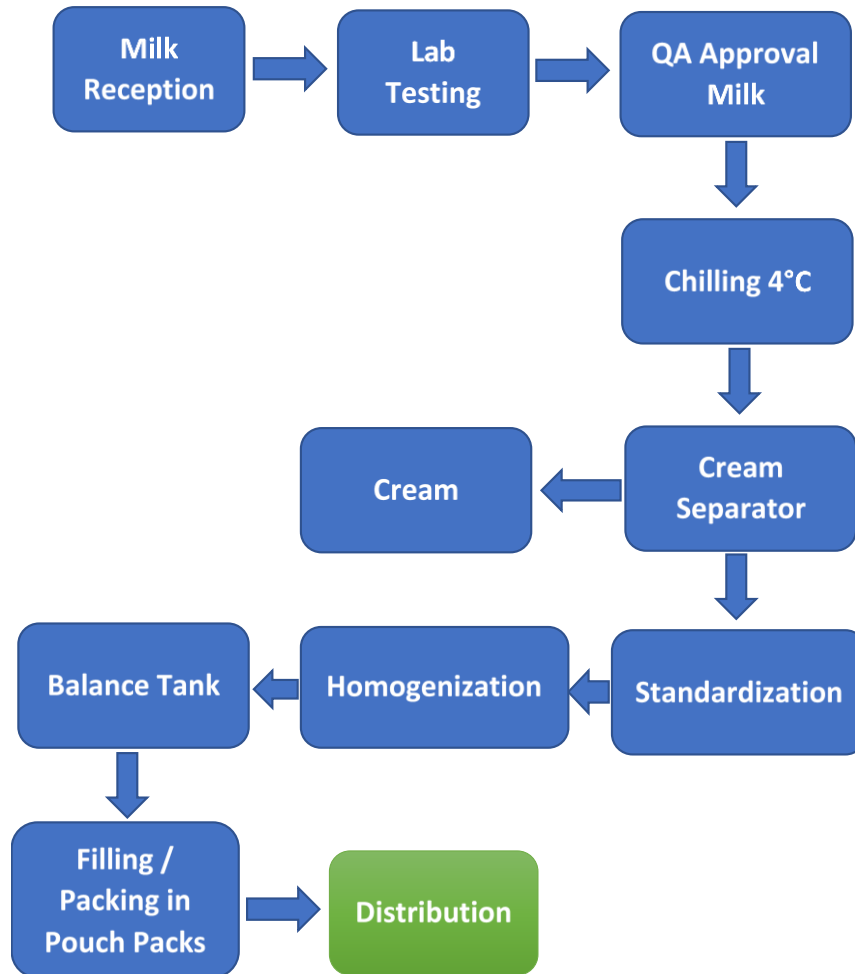 Milk
Reception
Lab
Testing
QA Approval
Milk
Chilling 4°C
Cream
Separator
Cream
Standardization
Homogenization
Balance Tank
Filling /
Packing in
Pouch Packs
Distribution